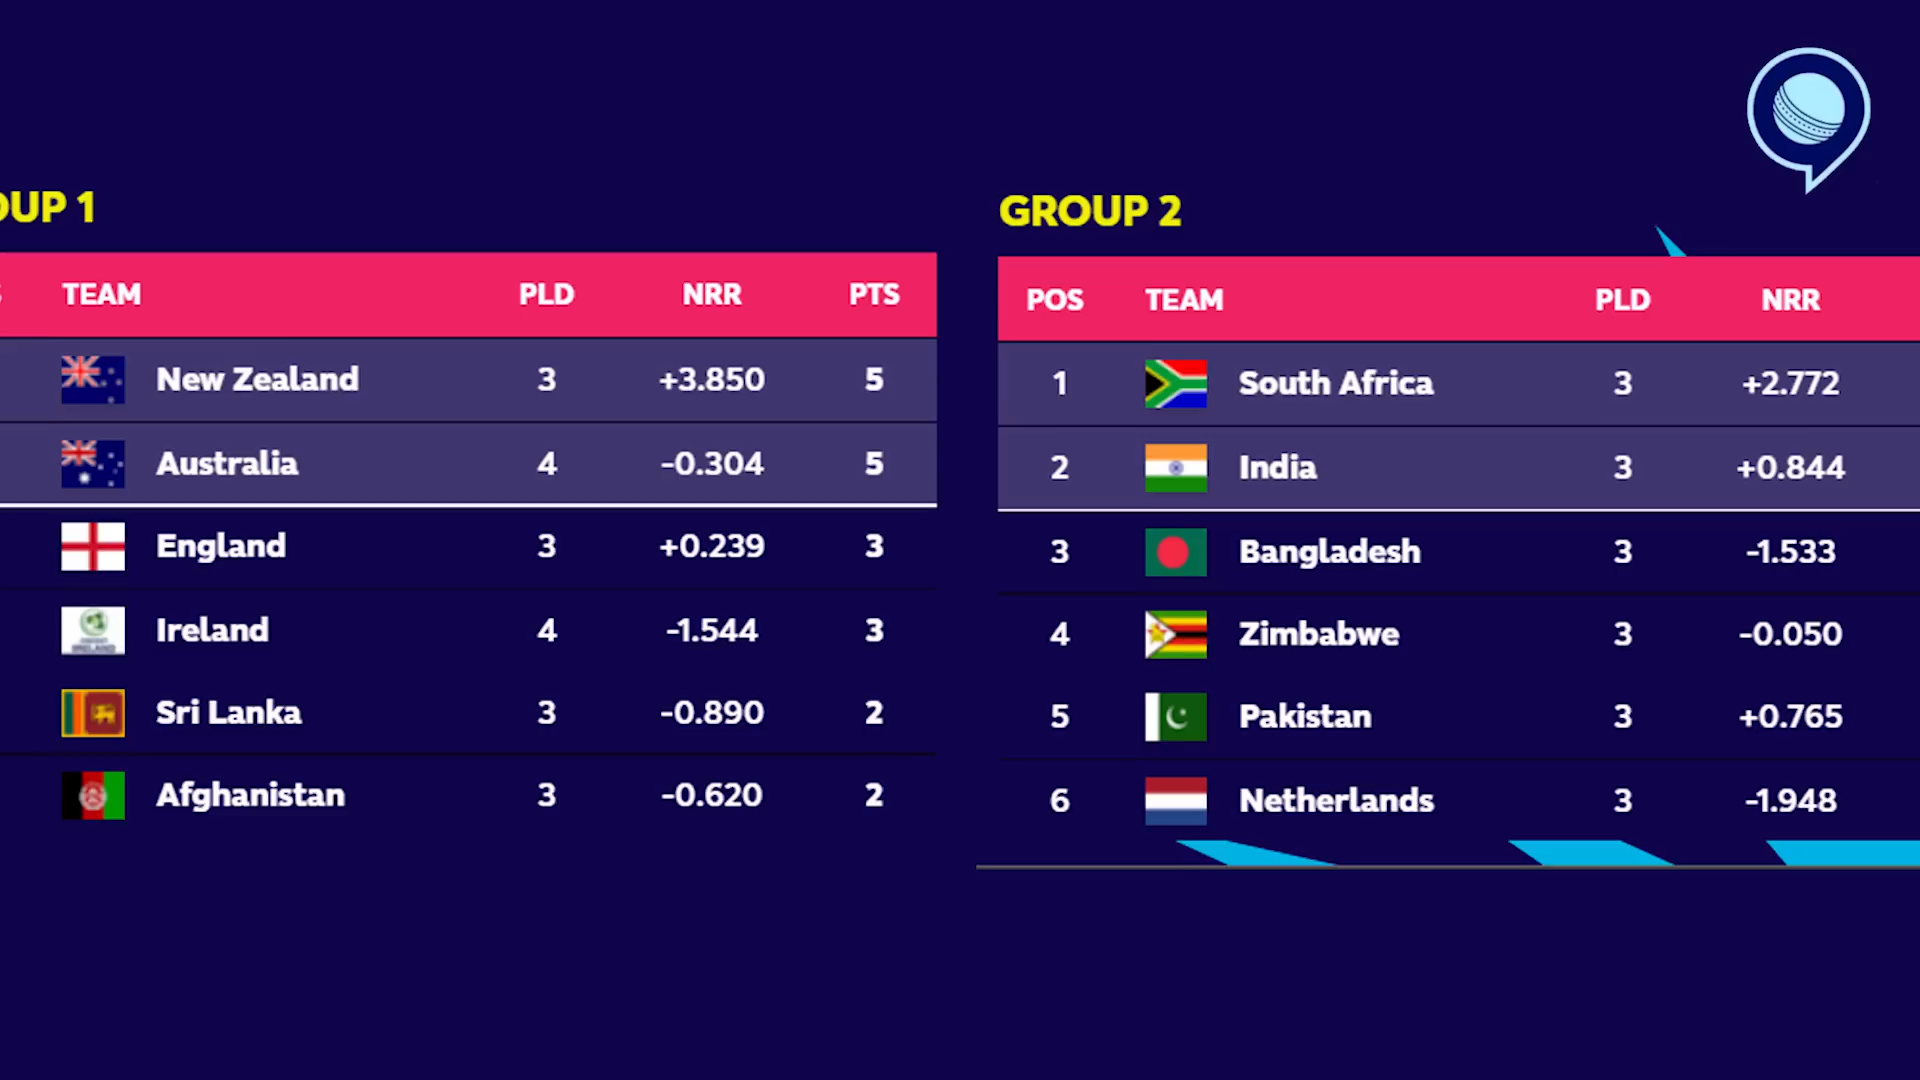 OUP 1
TEAM PLD NRR PTS
New Zealand 3 +3.850 5
Australia 4 -0.304 5
England 3 +0.239 3
Ireland 4 -1.544 3
Sri Lanka 3 -0.890 2
Afghanistan 3 -0.620 2
GROUP 2
POS TEAM PLD NRR
1 South Africa 3 +2.772
2 India 3 +0.844
3 Bangladesh 3 -1.533
4 Zimbabwe 3 -0.050
5 Pakistan 3 +0.765
6 Netherlands 3 -1.948